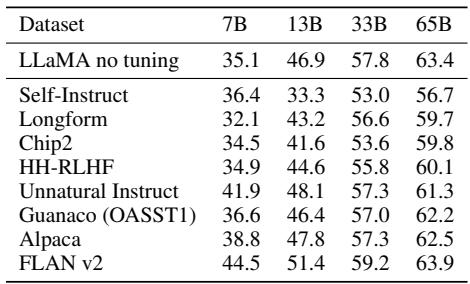 Dataset 7B 13B 33B 65B
LLaMA no tuning 35.1 46.9 57.8 63.4
Self-Instruct 36.4 33.3 53.0 56.7
Longform 32.1 43.2 56.6 59.7
Chip2 34.5 41.6 53.6 59.8
HH-RLHF 34.9 44.6 55.8 60.1
Unnatural Instruct 41.9 48.1 57.3 61.3
Guanaco (OASST1) 36.6 46.4 57.0 62.2
Alpaca 38.8 47.8 57.3 62.5
FLAN v2 44.5 51.4 59.2 63.9